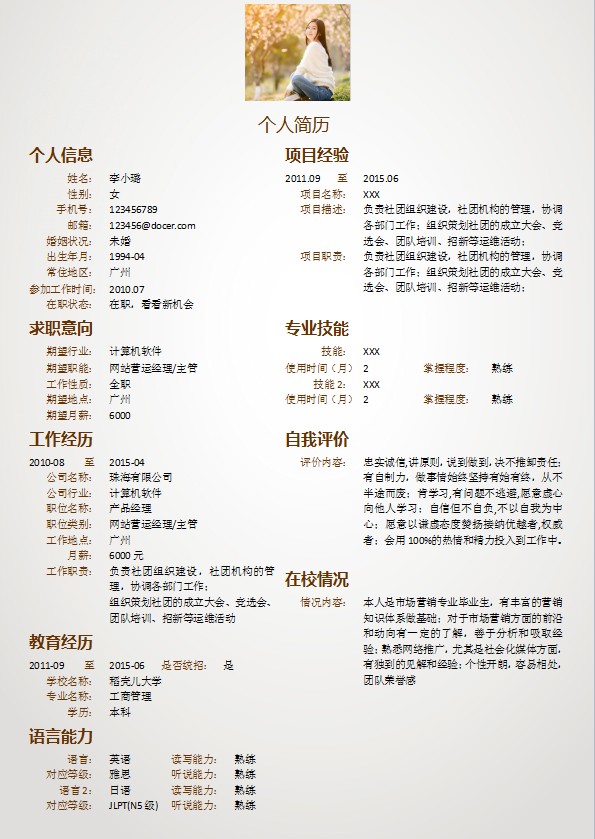 个人简历
个人信息
姓名： 李小璐
性别： 女
手机号： 123456789
邮箱： 123456@docer.com
婚姻状况： 未婚
出生年月： 1994-04
常住地区： 广州
参加工作时间： 2010.07
在职状态： 在职，看看新机会
求职意向
期望行业： 计算机软件
期望职能： 网站营运经理/主管
工作性质： 全职
期望地点： 广州
期望月薪： 6000
工作经历
2010-08 至 2015-04
公司名称： 珠海有限公司
公司行业： 计算机软件
职位名称： 产品经理
职位类别： 网站营运经理/主管
工作地点： 广州
月薪： 6000 元
工作职责： 负责社团组织建设，社团机构的管
理，协调各部门工作；
组织策划社团的成立大会、竞选会、
团队培训、招新等运维活动
教育经历
2011-09 至 2015-06 是否统招： 是
学校名称： 稻壳儿大学
专业名称： 工商管理
学历： 本科
语言能力
语言： 英语 读写能力： 熟练
对应等级： 雅思 听说能力： 熟练
语言 2： 日语 读写能力： 熟练
对应等级： JLPT(N5 级) 听说能力： 熟练
项目经验
2011.09 至 2015.06
项目名称： XXX
项目描述： 负责社团组织建设，社团机构的管理，协调
各部门工作；组织策划社团的成立大会、竞
选会、团队培训、招新等运维活动；
项目职责： 负责社团组织建设，社团机构的管理，协调
各部门工作；组织策划社团的成立大会、竞
选会、团队培训、招新等运维活动；
专业技能
技能： XXX
使用时间（月） 2 掌握程度： 熟练
技能 2： XXX
使用时间（月） 2 掌握程度： 熟练
自我评价
评价内容： 忠实诚信,讲原则，说到做到,决不推卸责任；
有自制力，做事情始终坚持有始有终，从不
半途而废；肯学习,有问题不逃避,愿意虚心
向他人学习；自信但不自负,不以自我为中
心；愿意以谦虚态度赞扬接纳优越者,权威
者；会用 100%的热情和精力投入到工作中。
在校情况
情况内容： 本人是市场营销专业毕业生，有丰富的营销
知识体系做基础；对于市场营销方面的前沿
和动向有一定的了解，善于分析和吸取经
验；熟悉网络推广，尤其是社会化媒体方面，
有独到的见解和经验；个性开朗，容易相处，
团队荣誉感